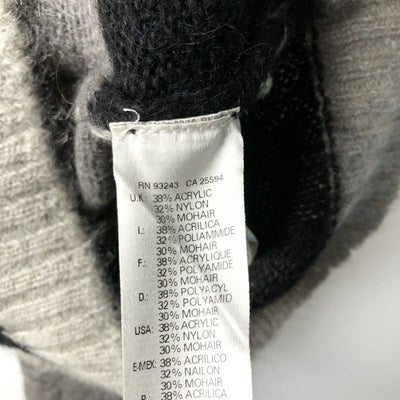 RN 93243 CA 25594
U.K.: 38% ACRYLIC
32% NYLON
30% MOHAIR
I.: 38% ACRILICA
32% POLIAMMIDE
30% MOHAIR
F.: 38% ACRYLIQUE
32% POLYAMIDE
30% MOHAIR
D.: 38% POLYACYL
32% POLYAMID
30% MOHAIR
USA: 38% ACRYLIC
32% NYLON
30% MOHAIR
E-MEX: 38% ACRÍLICO
32% NAILON
30% MOHAIR